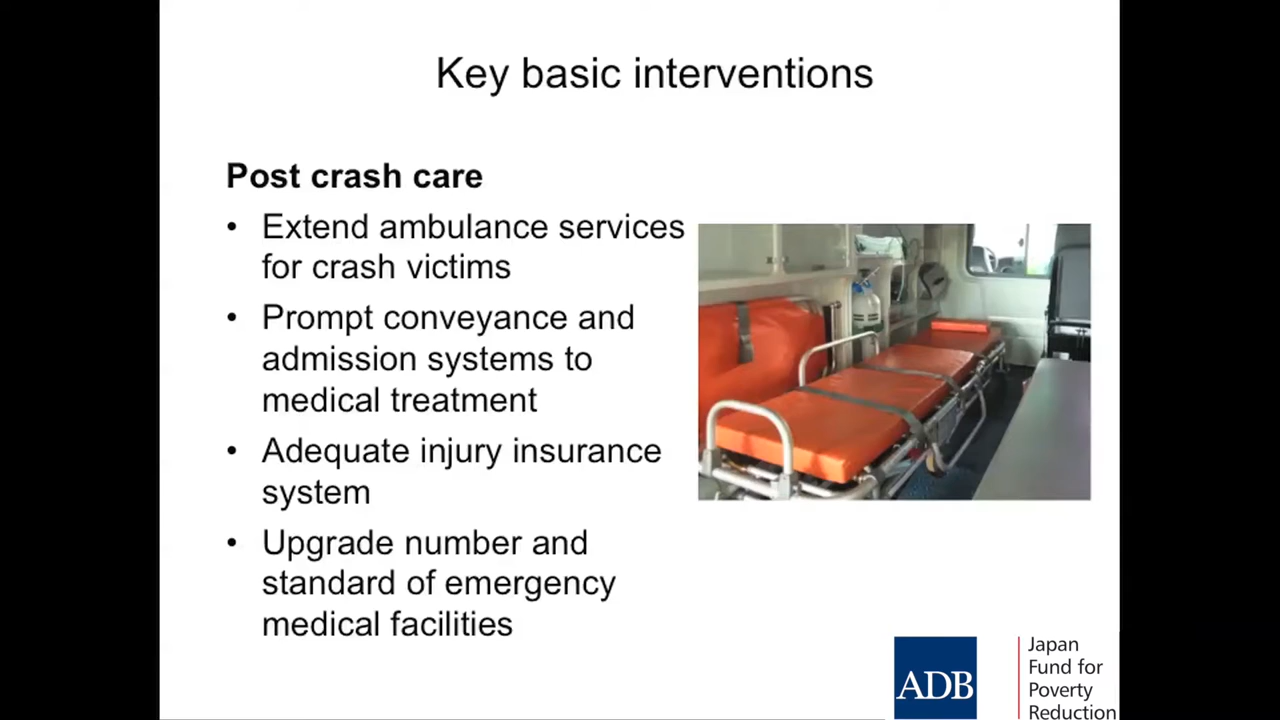 Key basic interventions
Post crash care
• Extend ambulance services
for crash victims
• Prompt conveyance and
admission systems to
medical treatment
• Adequate injury insurance
system
• Upgrade number and
standard of emergency
medical facilities
ADB
Japan
Fund for
Poverty
Reduction